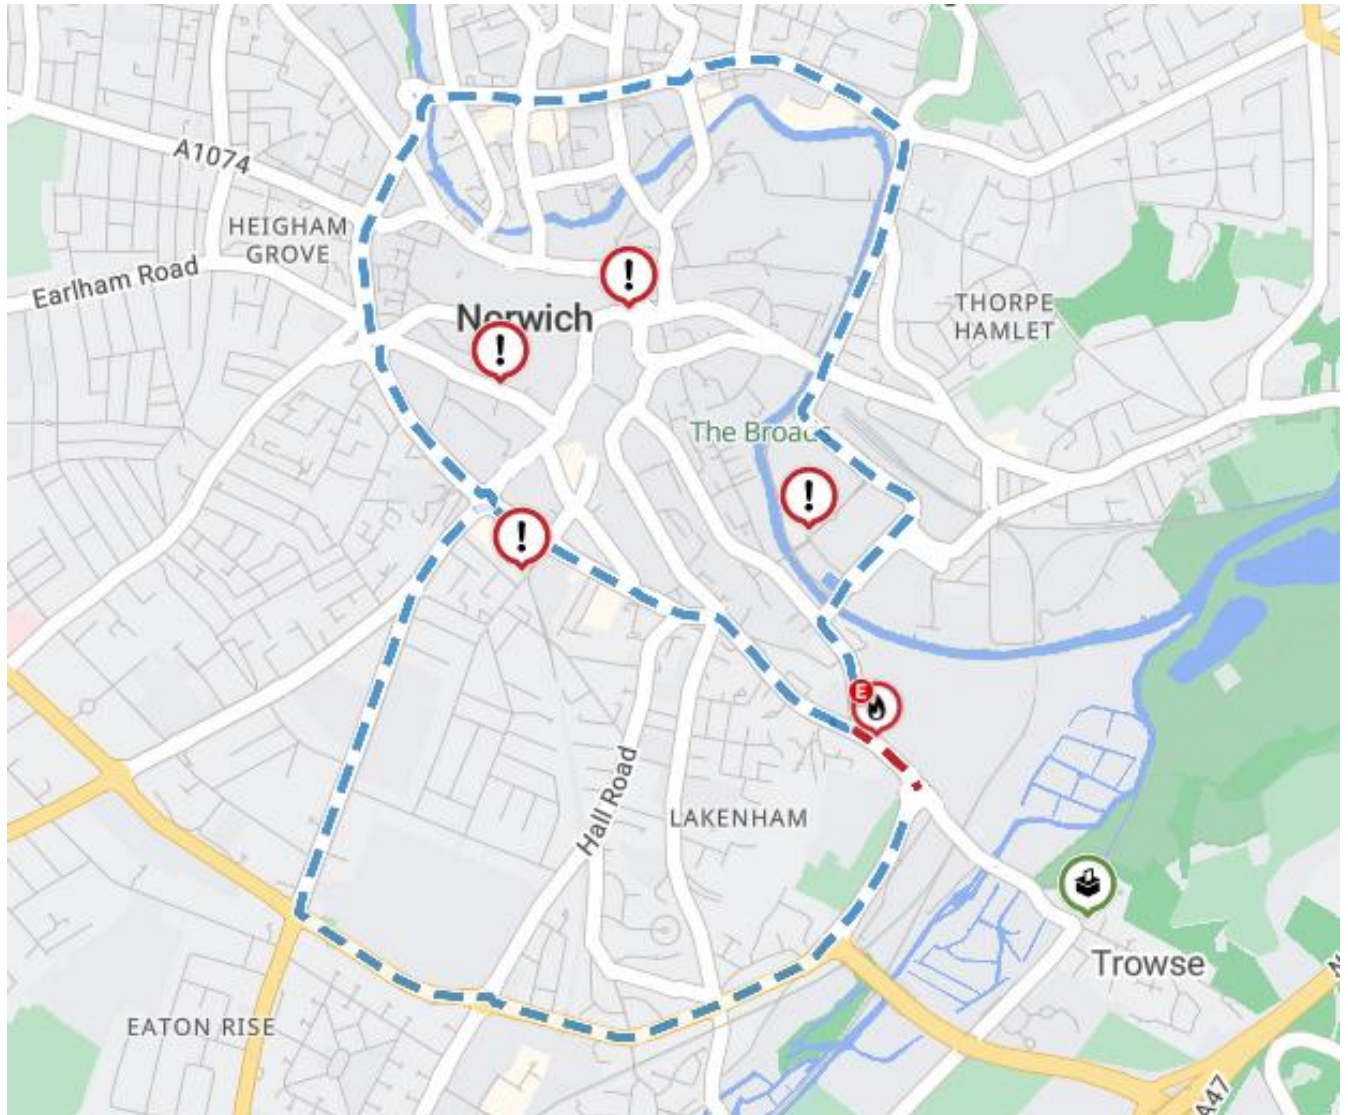 A1074
HEIGHAM
GROVE
Earlham Road
Norwich
THORPE
HAMLET
The Broads
E
Hall Road
LAKENHAM
Trowse
EATON RISE
A47